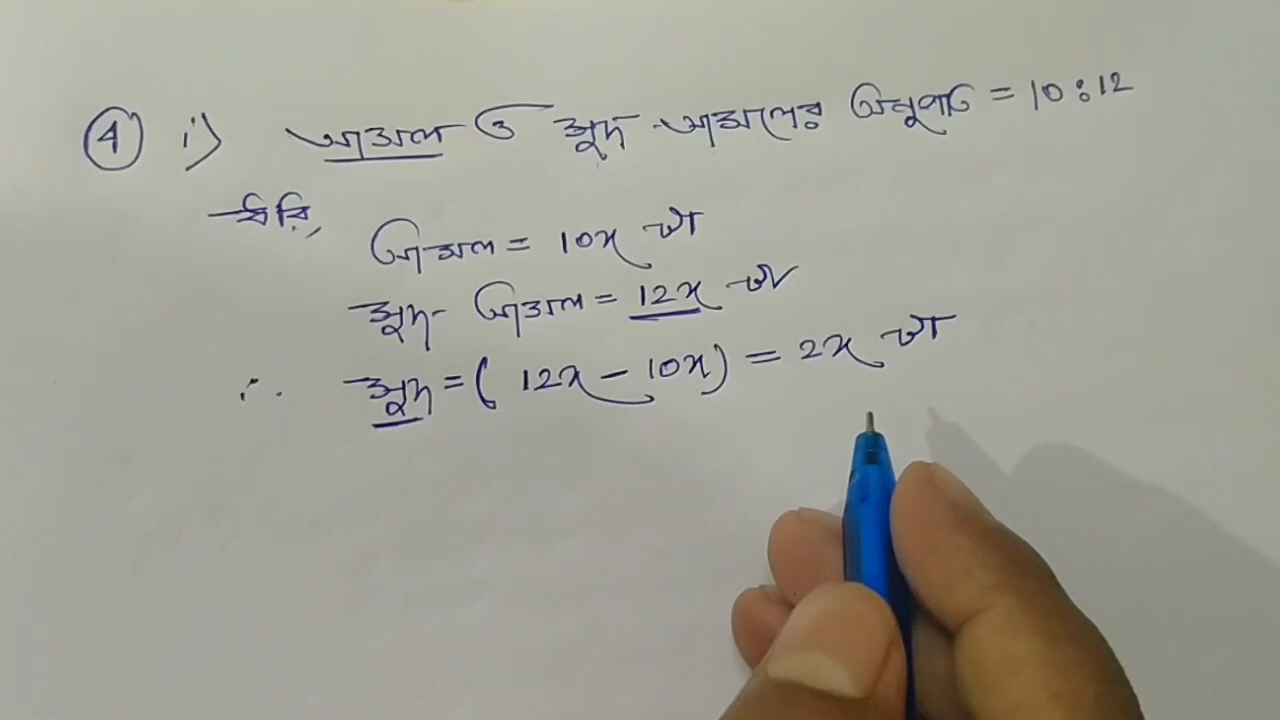 ④ i) আসল ও সুদ-আসলের অনুপাত = 10:12
ধরি,
আসল = 10x টা
সুদ-আসল = 12x টা
∴ সুদ = (12x – 10x) = 2x টা